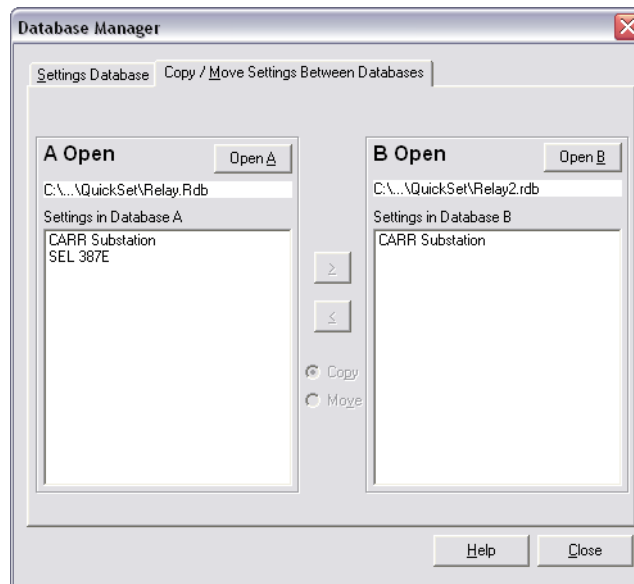 Database Manager
Settings Database
Copy / Move Settings Between Databases
A Open
Open A
C:\...\QuickSet\Relay.Rdb
Settings in Database A
CARR Substation
SEL 387E
>
<
Copy
Move
B Open
Open B
C:\...\QuickSet\Relay2.rdb
Settings in Database B
CARR Substation
Help
Close